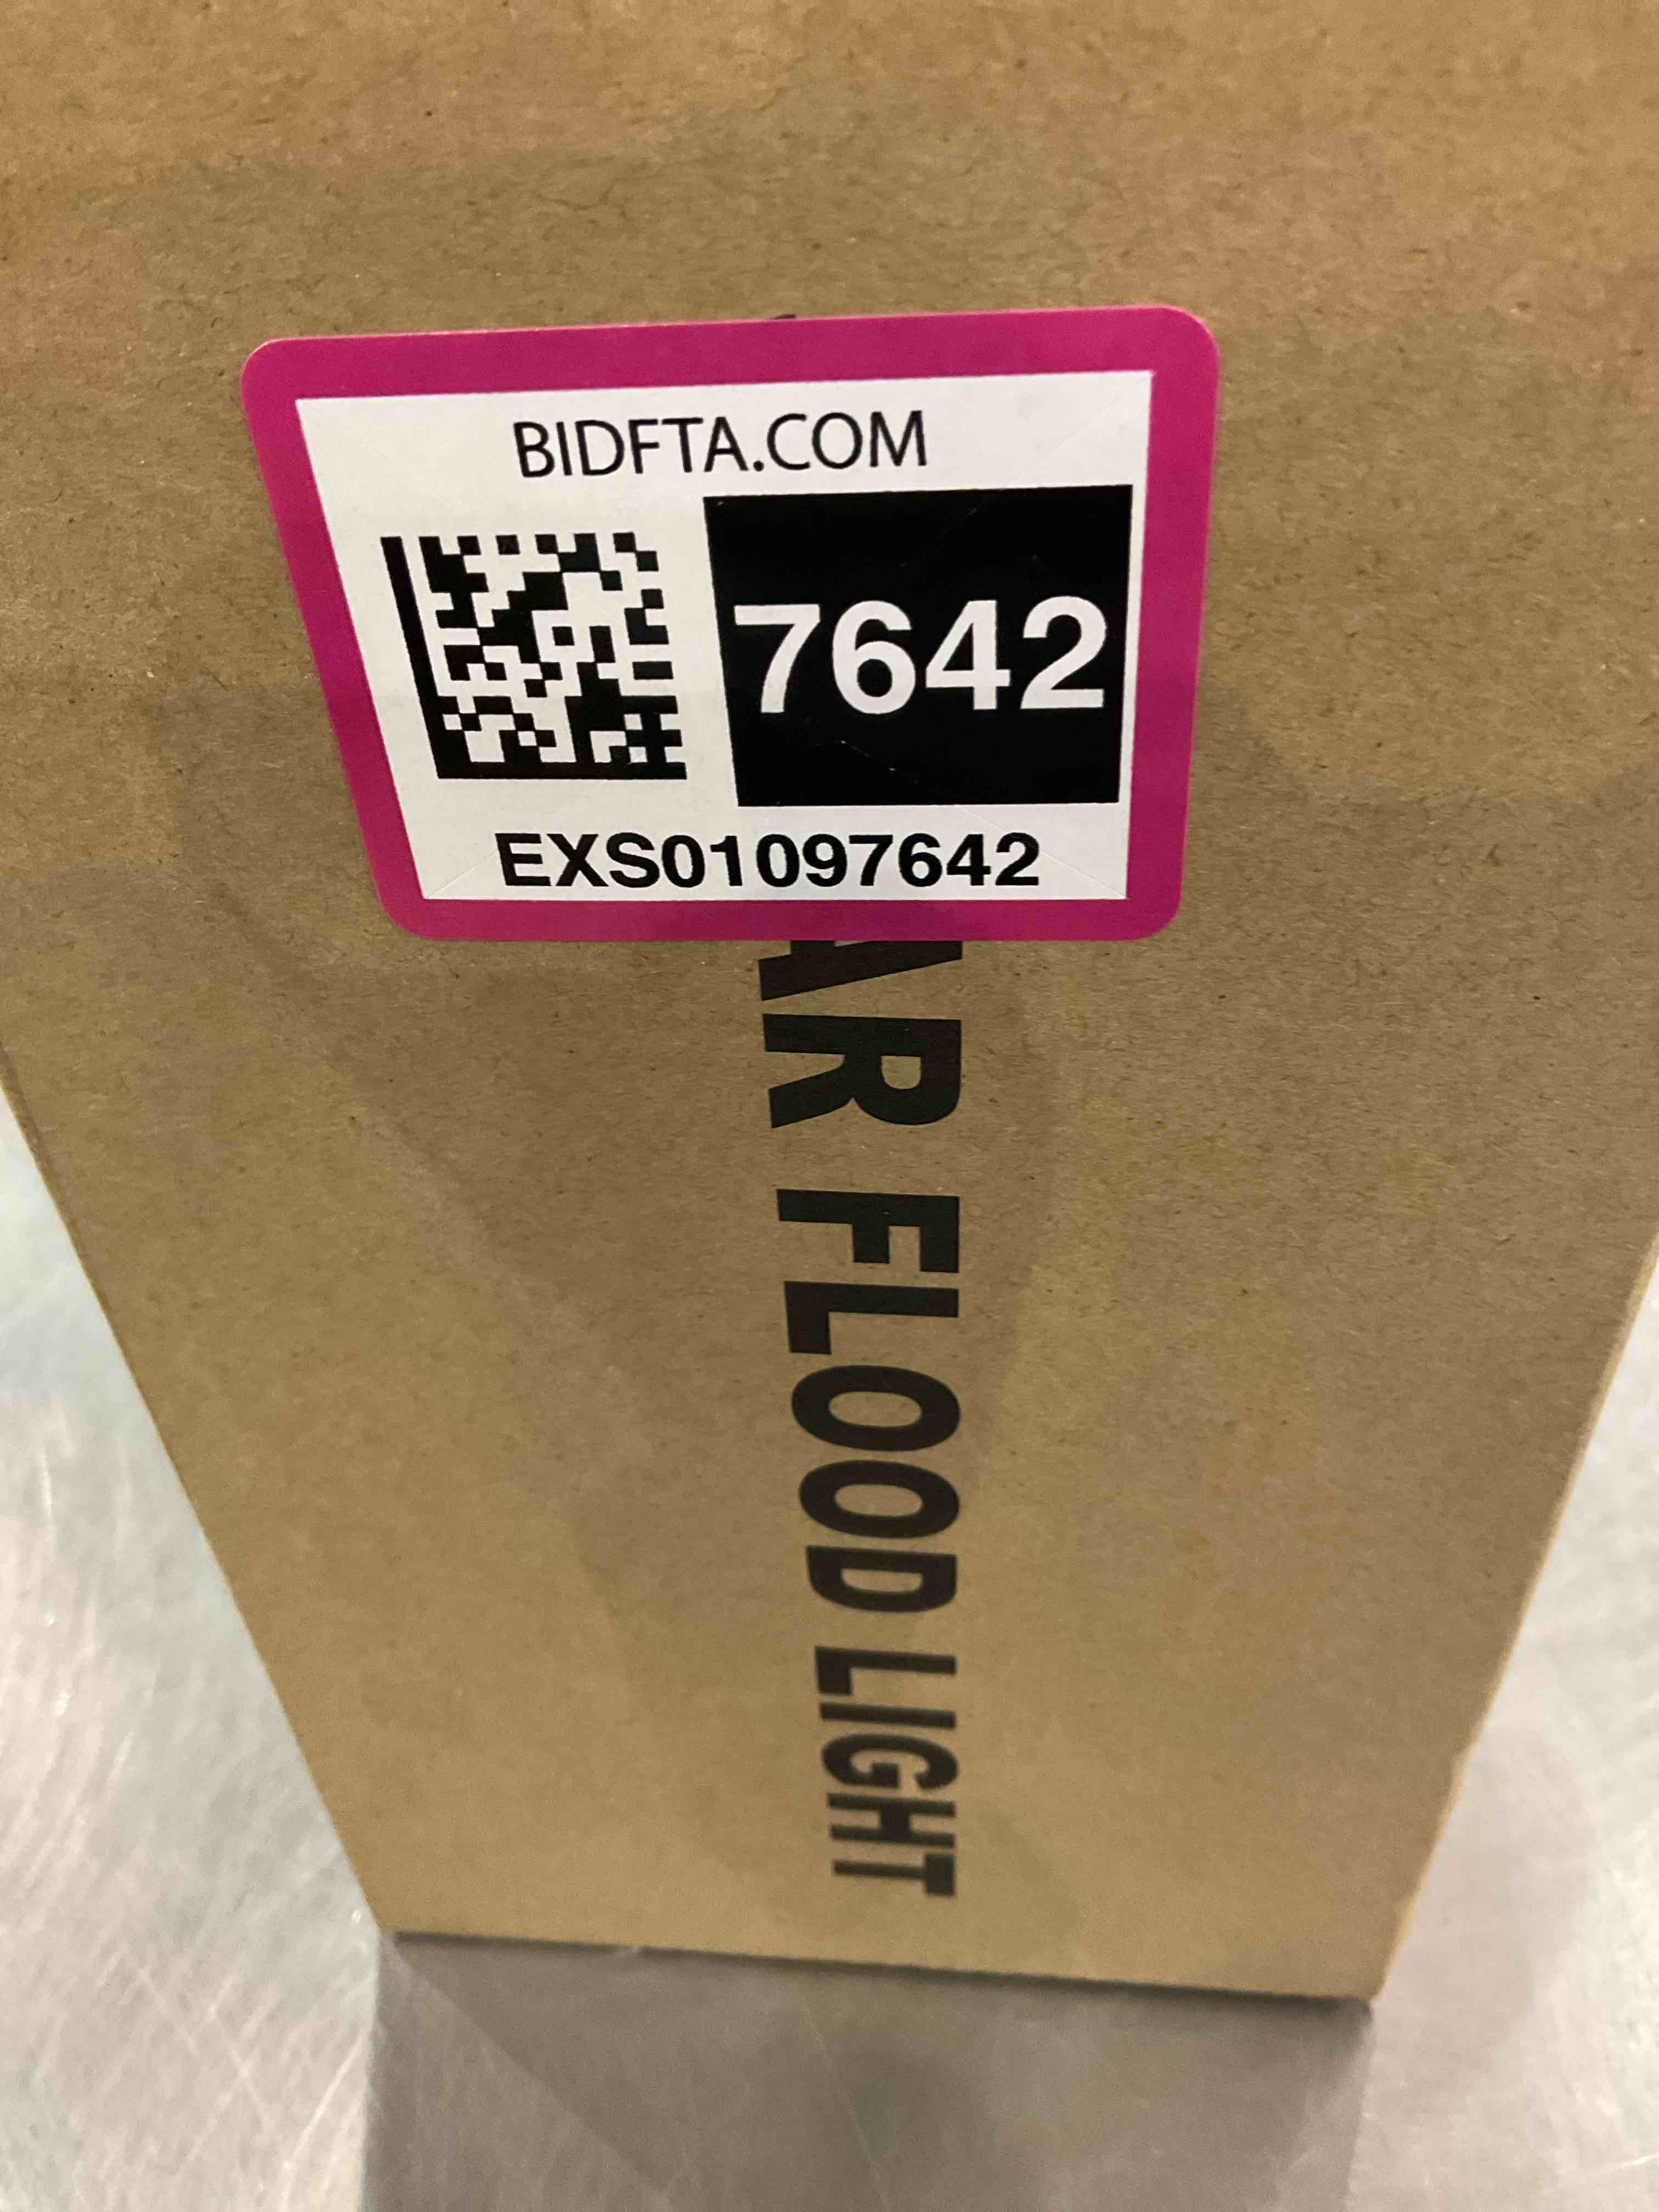 BIDFTA.COM
7642
EXS01097642
AR FLOOD LIGHT